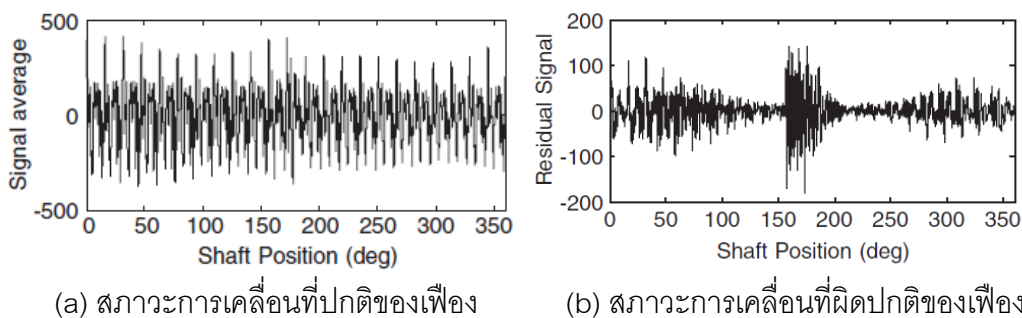 500
0
-500
Signal average
0 50 100 150 200 250 300 350
Shaft Position (deg)
(a) สภาวะการเคลื่อนที่ปกติของเฟือง
200
100
0
-100
-200
Residual Signal
0 50 100 150 200 250 300 350
Shaft Position (deg)
(b) สภาวะการเคลื่อนที่ผิดปกติของเฟือง